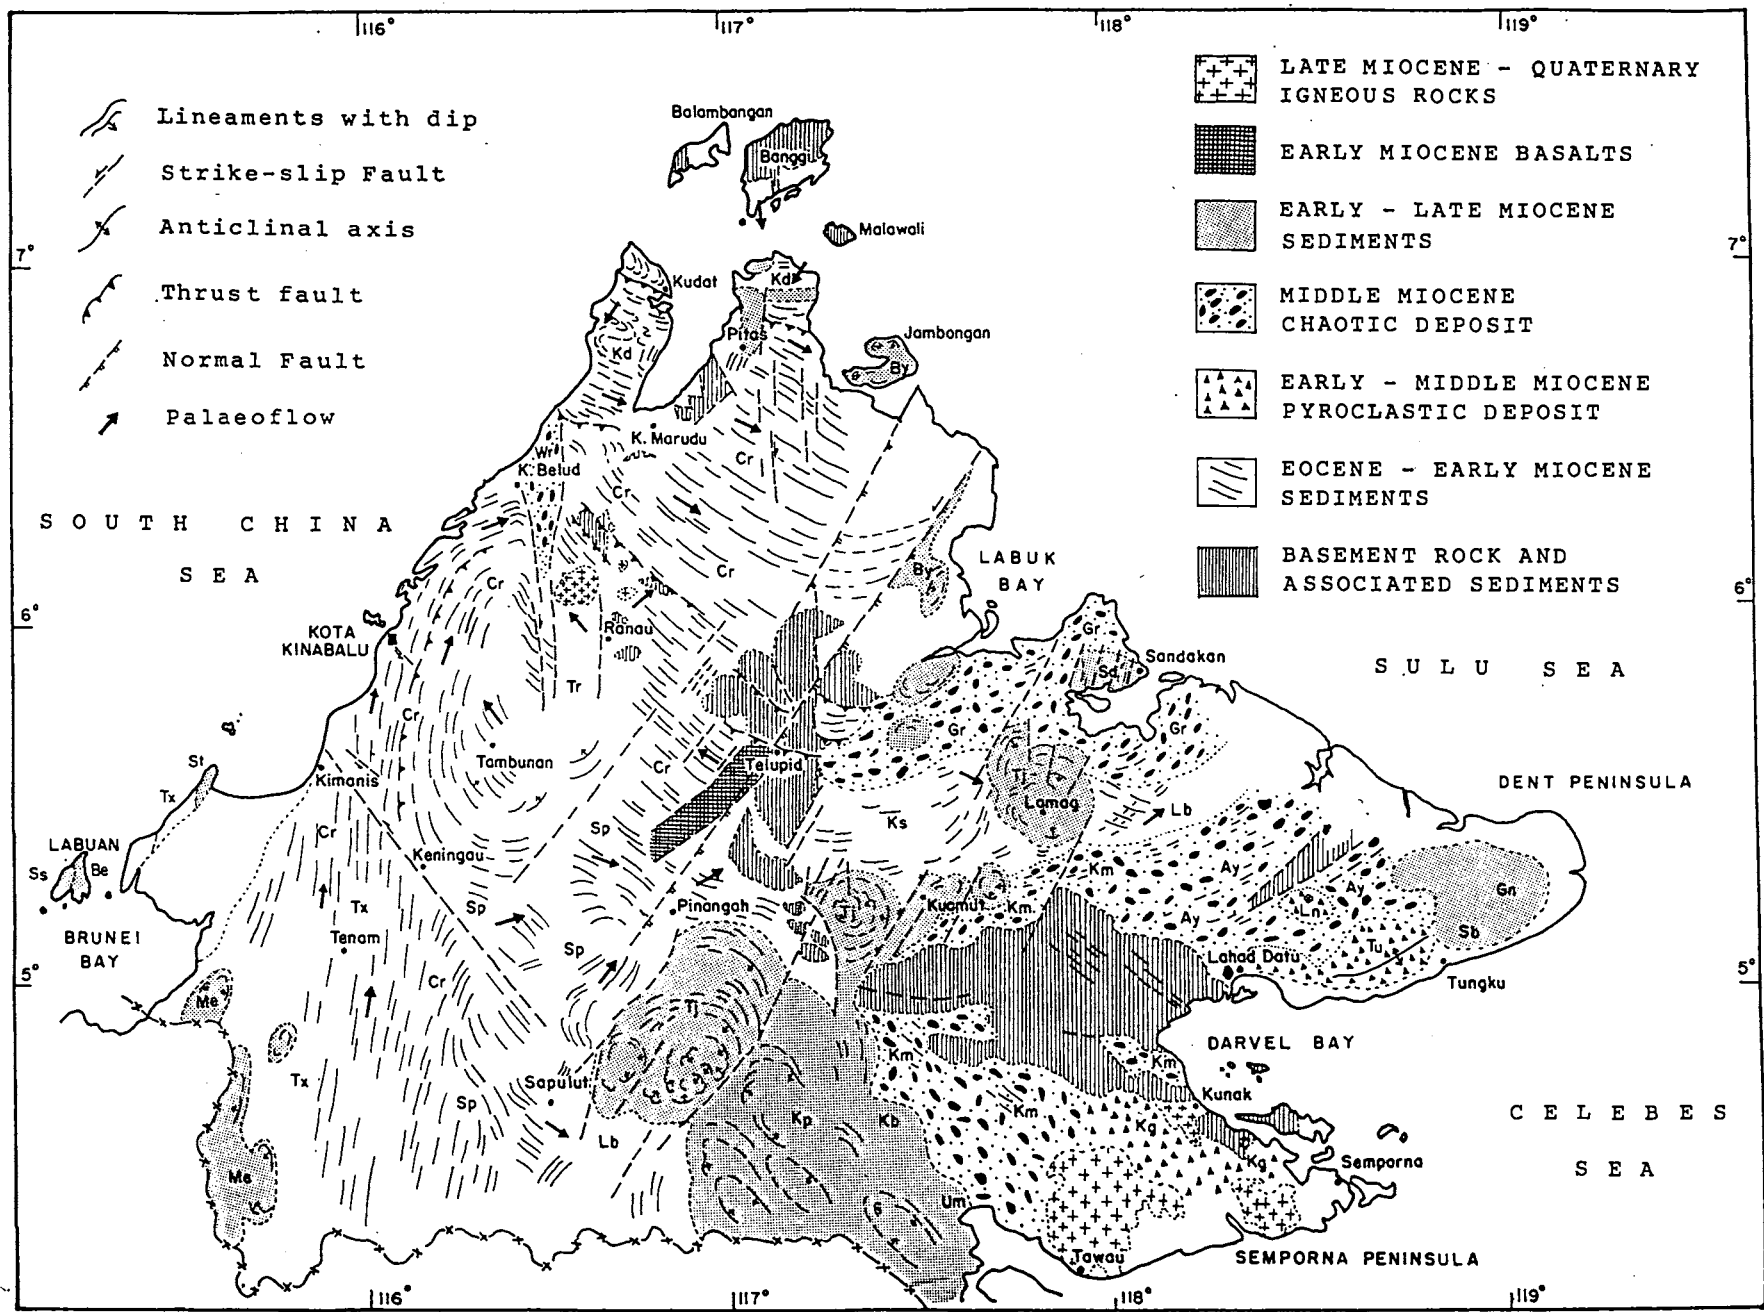 116°
117°
118°
119°
Lineaments with dip
Strike-slip Fault
Anticlinal axis
Thrust fault
Normal Fault
Palaeoflow
LATE MIOCENE - QUATERNARY
IGNEOUS ROCKS
EARLY MIOCENE BASALTS
EARLY - LATE MIOCENE
SEDIMENTS
MIDDLE MIOCENE
CHAOTIC DEPOSIT
EARLY - MIDDLE MIOCENE
PYROCLASTIC DEPOSIT
EOCENE - EARLY MIOCENE
SEDIMENTS
BASEMENT ROCK AND
ASSOCIATED SEDIMENTS
Balambangan
Banggi
Malawali
7°
7°
Kudat
Kd
Pitas
Jambongan
Kd
By
K. Marudu
Wr
K. Belud
Cr
Cr
SOUTH CHINA
SEA
LABUK
BAY
Cr
Cr
By
6°
6°
KOTA
KINABALU
Ranau
Gr
Sandakan
Sd
SULU SEA
Tr
Cr
Gr
Gr
St
Kimanis
Tambunan
Cr
Telupid
Tj
Lamag
DENT PENINSULA
Tx
Cr
Sp
Ks
Lb
LABUAN
Ss
Be
Keningau
Km
Ay
Ay
Gn
Sp
Pinangah
Tj
Kuamut
Km
Ay
Ln
Tx
BRUNEI
BAY
Tenam
Sp
Tu
Sb
Lahad Datu
5°
5°
Cr
Tungku
Me
Tj
DARVEL BAY
Km
Km
Tx
Sapulut
Kunak
Sp
Kp
Kb
Km
Kg
CELEBES
SEA
Lb
Kg
Semporna
Me
Um
Tawau
SEMPORNA PENINSULA
116°
117°
118°
119°